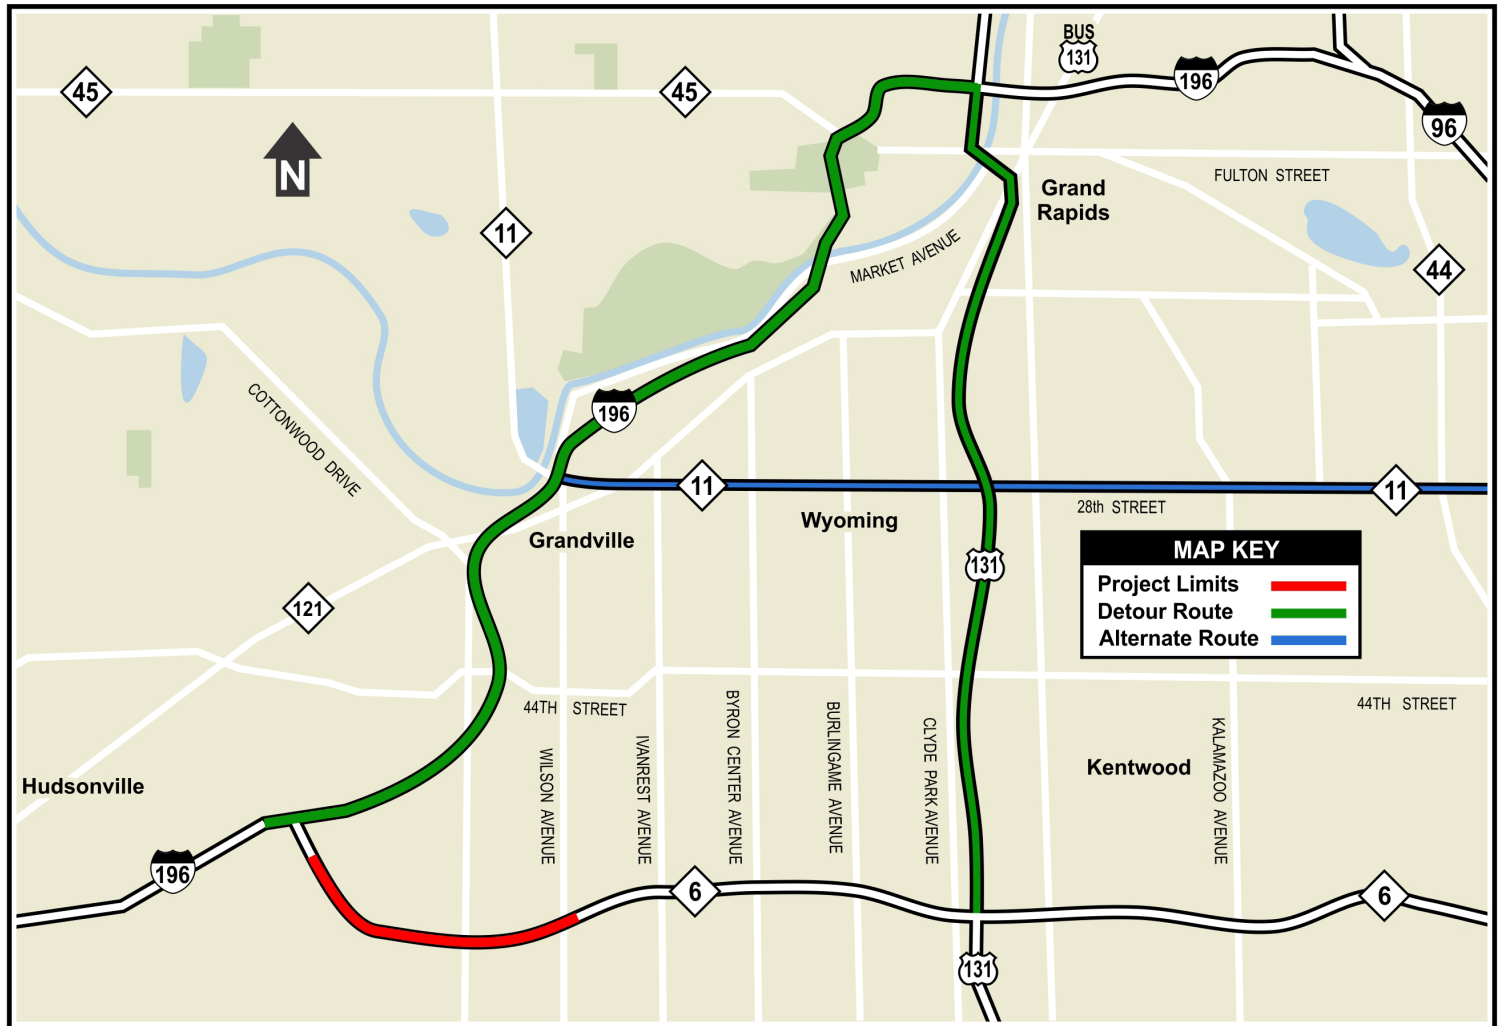 BUS
131
45
45
196
96
N
FULTON STREET
Grand
Rapids
11
MARKET AVENUE
44
COTTONWOOD DRIVE
196
11
11
28th STREET
Wyoming
Grandville
131
MAP KEY
Project Limits
Detour Route
Alternate Route
121
44TH STREET
44TH STREET
BYRON CENTER AVENUE
BURLINGAME AVENUE
CLYDE PARK AVENUE
KALAMAZOO AVENUE
IVANREST AVENUE
WILSON AVENUE
Kentwood
Hudsonville
196
6
6
131